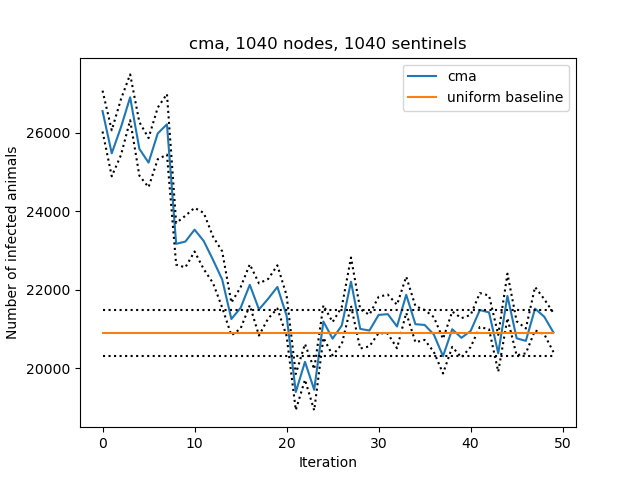 cma, 1040 nodes, 1040 sentinels
cma
uniform baseline
Number of infected animals
26000
24000
22000
20000
0 10 20 30 40 50
Iteration